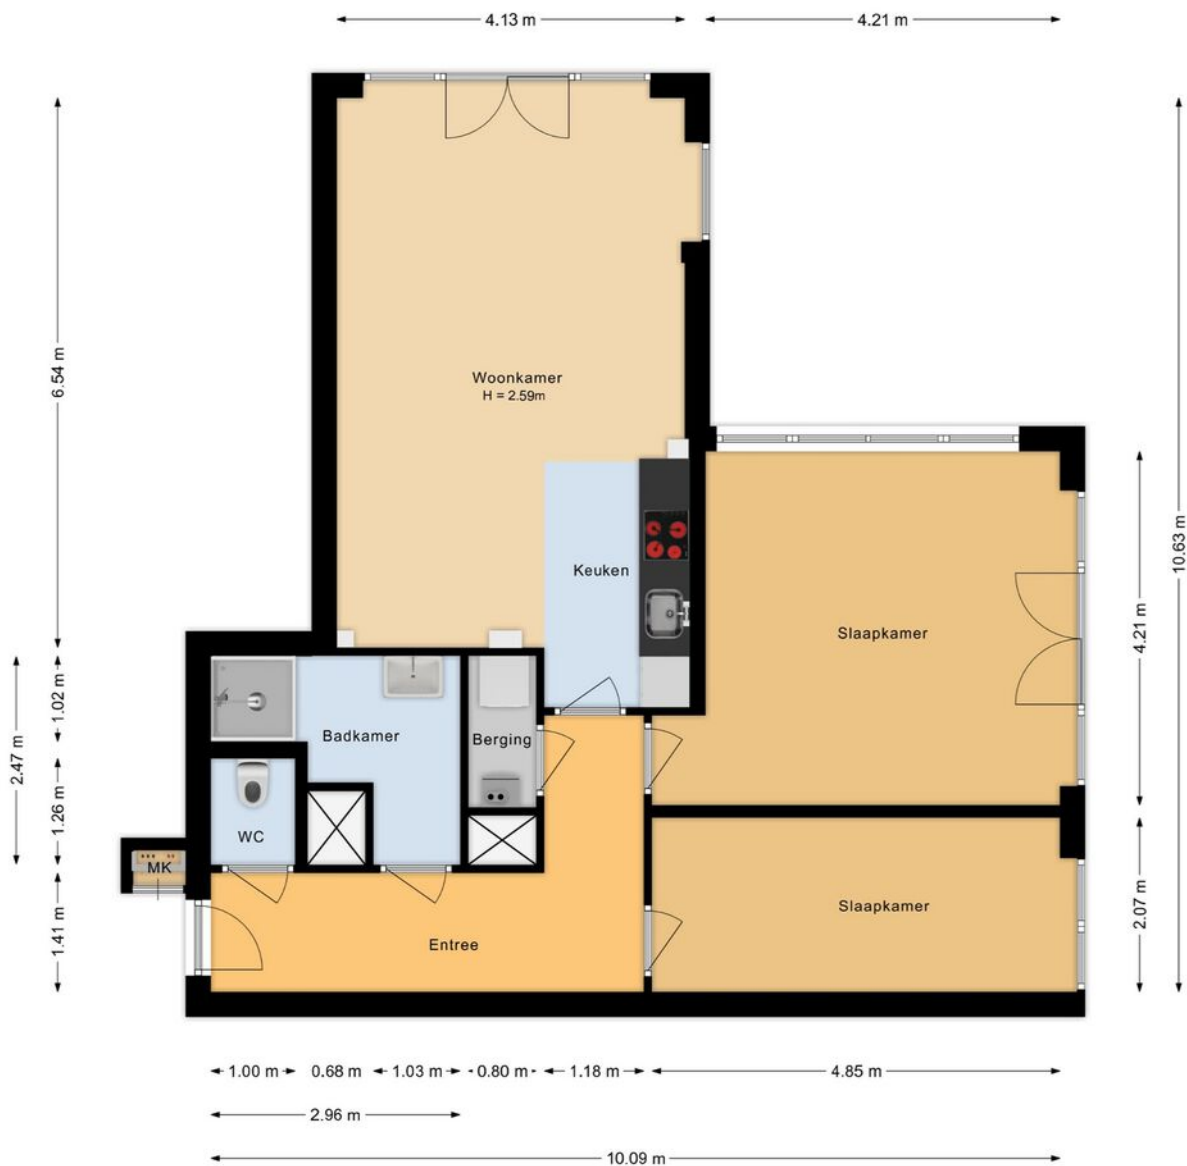 4.13 m
4.21 m
6.54 m
10.63 m
Woonkamer
H = 2.59m
Keuken
Slaapkamer
4.21 m
1.02 m
2.47 m
Badkamer
Berging
1.26 m
WC
MK
1.41 m
Entree
Slaapkamer
2.07 m
1.00 m
0.68 m
1.03 m
0.80 m
1.18 m
4.85 m
2.96 m
10.09 m